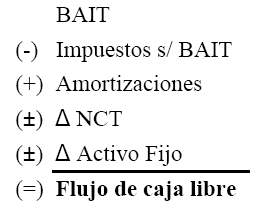 BAIT
(-) Impuestos s/ BAIT
(+) Amortizaciones
(±) Δ NCT
(±) Δ Activo Fijo
(=) Flujo de caja libre